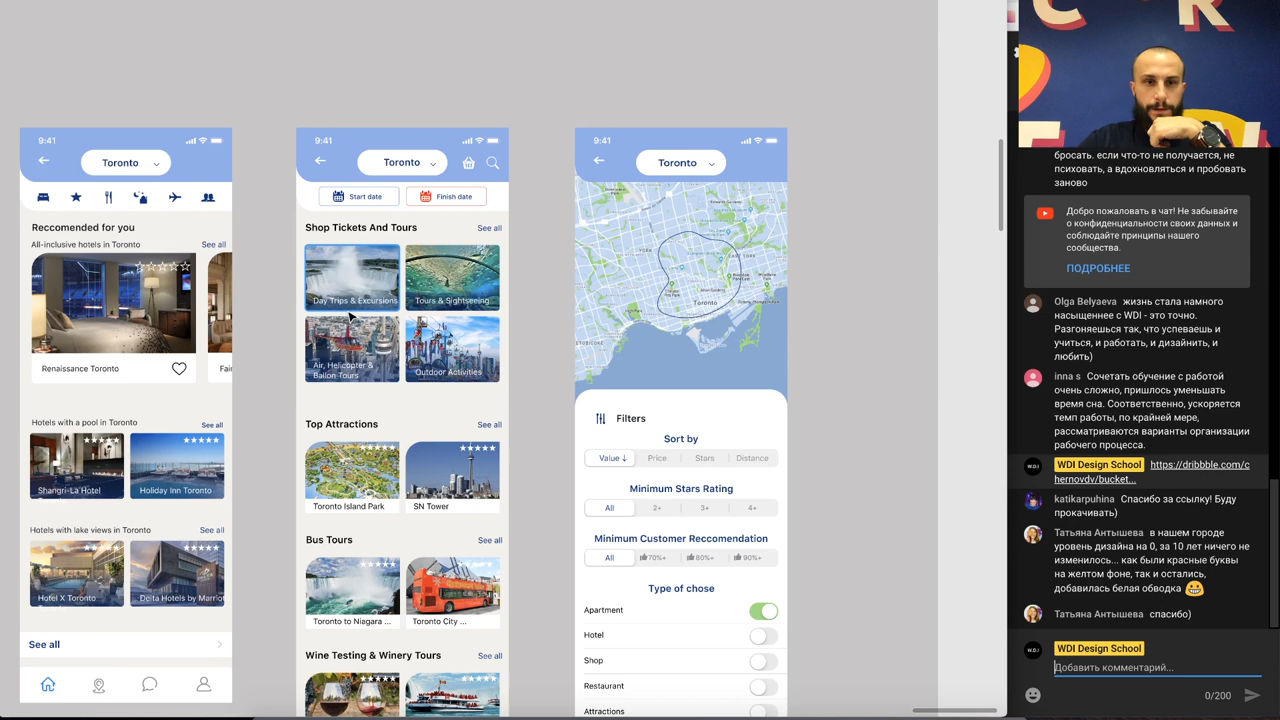 9:41
Toronto
Reccomended for you
All-inclusive hotels in Toronto
See all
Renaissance Toronto
Fai
Hotels with a pool in Toronto
See all
Shangri-La Hotel
Holiday Inn Toronto
Hotels with lake views in Toronto
See all
Hotel X Toronto
Delta Hotels by Marriot
See all
9:41
Toronto
Start date
Finish date
Shop Tickets And Tours
See all
Day Trips & Excursions
Tours & Sightseeing
Air, Helicopter &
Ballon Tours
Outdoor Activities
Top Attractions
See all
Toronto Island Park
SN Tower
Bus Tours
See all
Toronto to Niagara ...
Toronto City ...
Wine Testing & Winery Tours
See all
9:41
Toronto
YORK
EAST YORK
Toronto
Filters
Sort by
Value ↓
Price
Stars
Distance
Minimum Stars Rating
All
2+
3+
4+
Minimum Customer Reccomendation
All
70%+
80%+
90%+
Type of chose
Apartment
Hotel
Shop
Restaurant
Attractions
бросать. если что-то не получается, не
психовать, а вдохновляться и пробовать
заново
Добро пожаловать в чат! Не забывайте
о конфиденциальности своих данных и
соблюдайте принципы нашего
сообщества.
ПОДРОБНЕЕ
Olga Belyaeva жизнь стала намного
насыщеннее с WDI - это точно.
Разгоняешься так, что успеваешь и
учиться, и работать, и дизайнить, и
любить)
inna s Сочетать обучение с работой
очень сложно, пришлось уменьшать
время сна. Соответственно, ускоряется
темп работы, по крайней мере,
рассматриваются варианты организации
рабочего процесса.
WDI Design School https://dribbble.com/c
hernovdv/bucket...
katikarpuhina Спасибо за ссылку! Буду
прокачивать)
Татьяна Антышева в нашем городе
уровень дизайна на 0, за 10 лет ничего не
изменилось... как были красные буквы
на желтом фоне, так и остались,
добавилась белая обводка
Татьяна Антышева спасибо)
WDI Design School
Добавить комментарий...
0/200